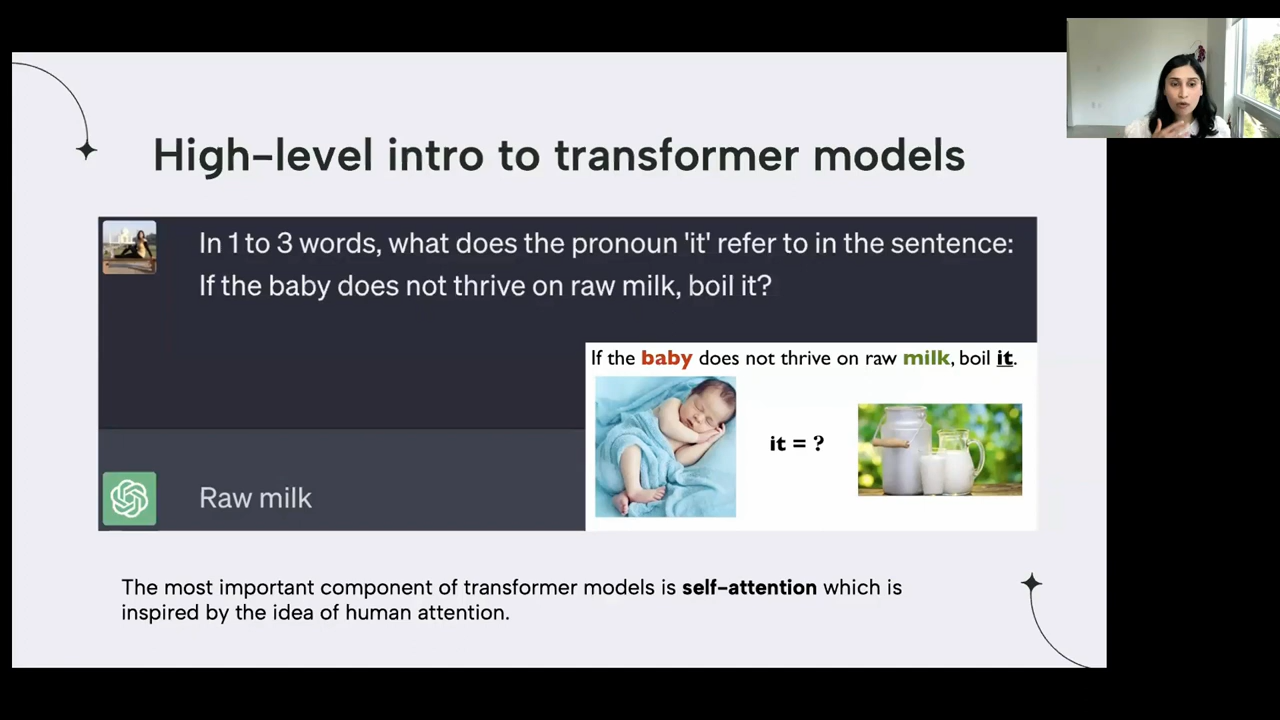 High-level intro to transformer models
In 1 to 3 words, what does the pronoun 'it' refer to in the sentence:
If the baby does not thrive on raw milk, boil it?
If the baby does not thrive on raw milk, boil it.
it = ?
Raw milk
The most important component of transformer models is self-attention which is
inspired by the idea of human attention.